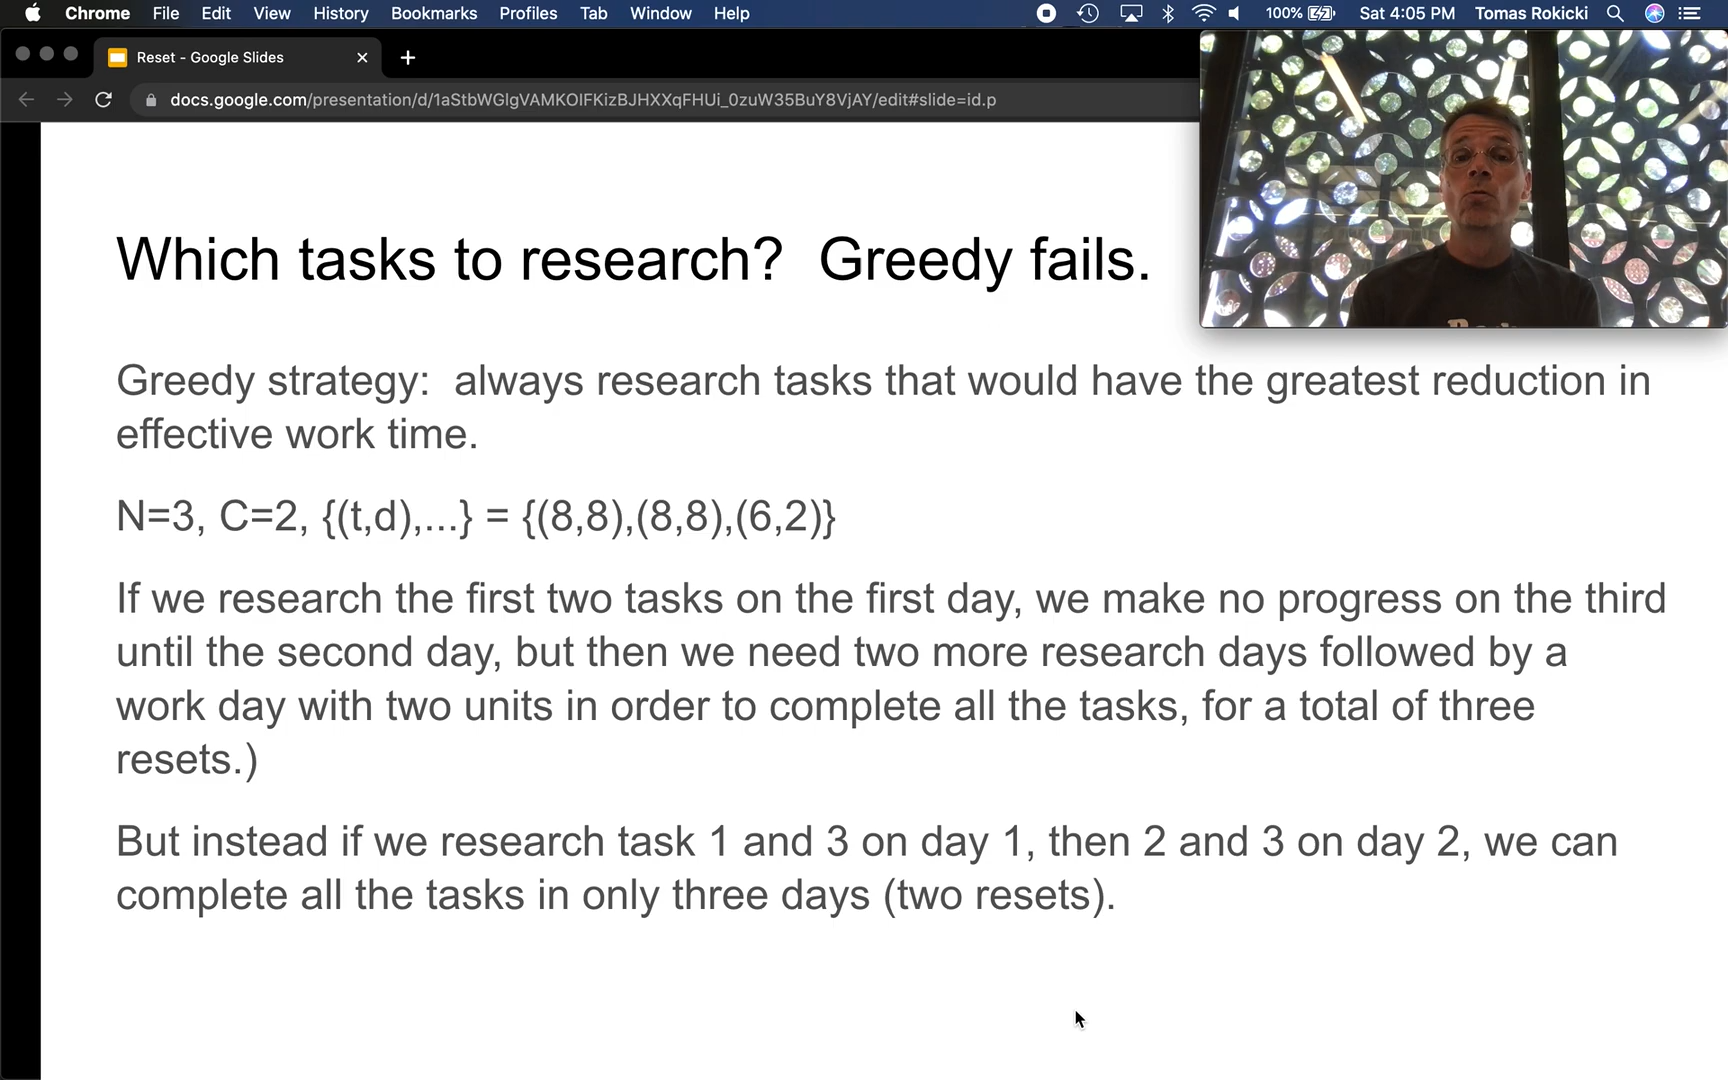 Chrome File Edit View History Bookmarks Profiles Tab Window Help 100% Sat 4:05 PM Tomas Rokicki
Reset - Google Slides
docs.google.com/presentation/d/1aStbWGlgVAMKOIFKizBJHXXqFHUi_0zuW35BuY8VjAY/edit#slide=id.p
Which tasks to research?  Greedy fails.
Greedy strategy:  always research tasks that would have the greatest reduction in
effective work time.
N=3, C=2, {(t,d),...} = {(8,8),(8,8),(6,2)}
If we research the first two tasks on the first day, we make no progress on the third
until the second day, but then we need two more research days followed by a
work day with two units in order to complete all the tasks, for a total of three
resets.)
But instead if we research task 1 and 3 on day 1, then 2 and 3 on day 2, we can
complete all the tasks in only three days (two resets).